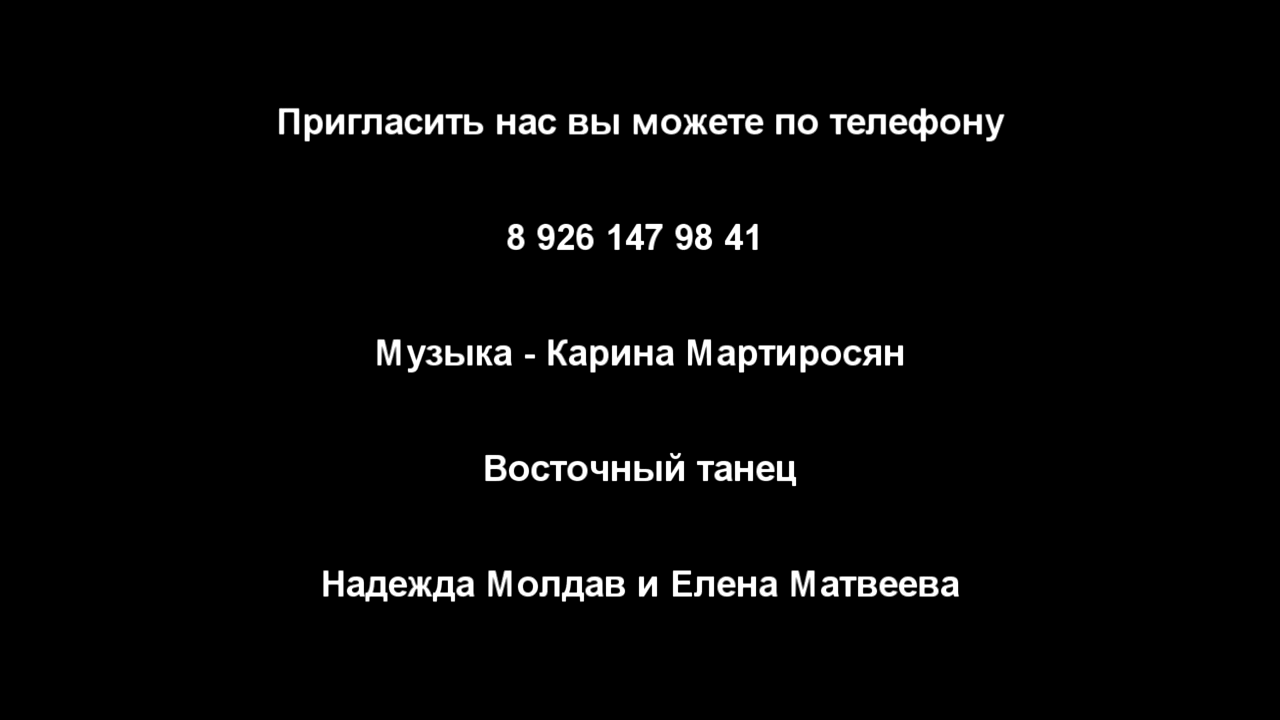 Пригласить нас вы можете по телефону
8 926 147 98 41
Музыка - Карина Мартиросян
Восточный танец
Надежда Молдав и Елена Матвеева